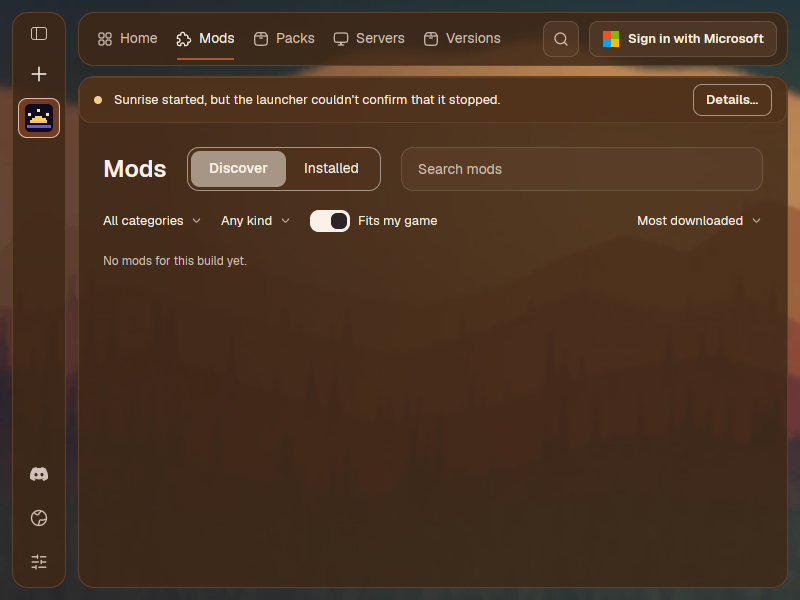 Home Mods Packs Servers Versions Sign in with Microsoft
Sunrise started, but the launcher couldn't confirm that it stopped. Details...
Mods Discover Installed Search mods
All categories Any kind Fits my game Most downloaded
No mods for this build yet.